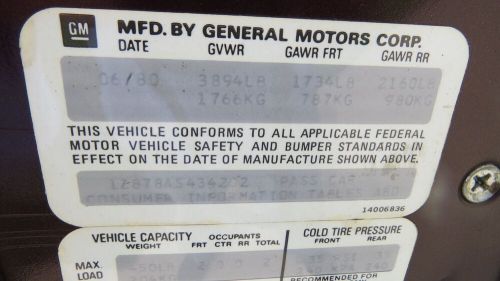 GM MFD. BY GENERAL MOTORS CORP.
DATE GVWR GAWR FRT GAWR RR
06/80 3894LB 1734LB 2160LB
1766KG 787KG 980KG
THIS VEHICLE CONFORMS TO ALL APPLICABLE FEDERAL
MOTOR VEHICLE SAFETY AND BUMPER STANDARDS IN
EFFECT ON THE DATE OF MANUFACTURE SHOWN ABOVE.
1Z878AS434202 PASS CAR
CONSUMER INFORMATION TABLES
14006836
VEHICLE CAPACITY OCCUPANTS COLD TIRE PRESSURE
WEIGHT FRT CTR RR TOTAL FRONT REAR
MAX.
LOAD
RECOMMENDED FOR